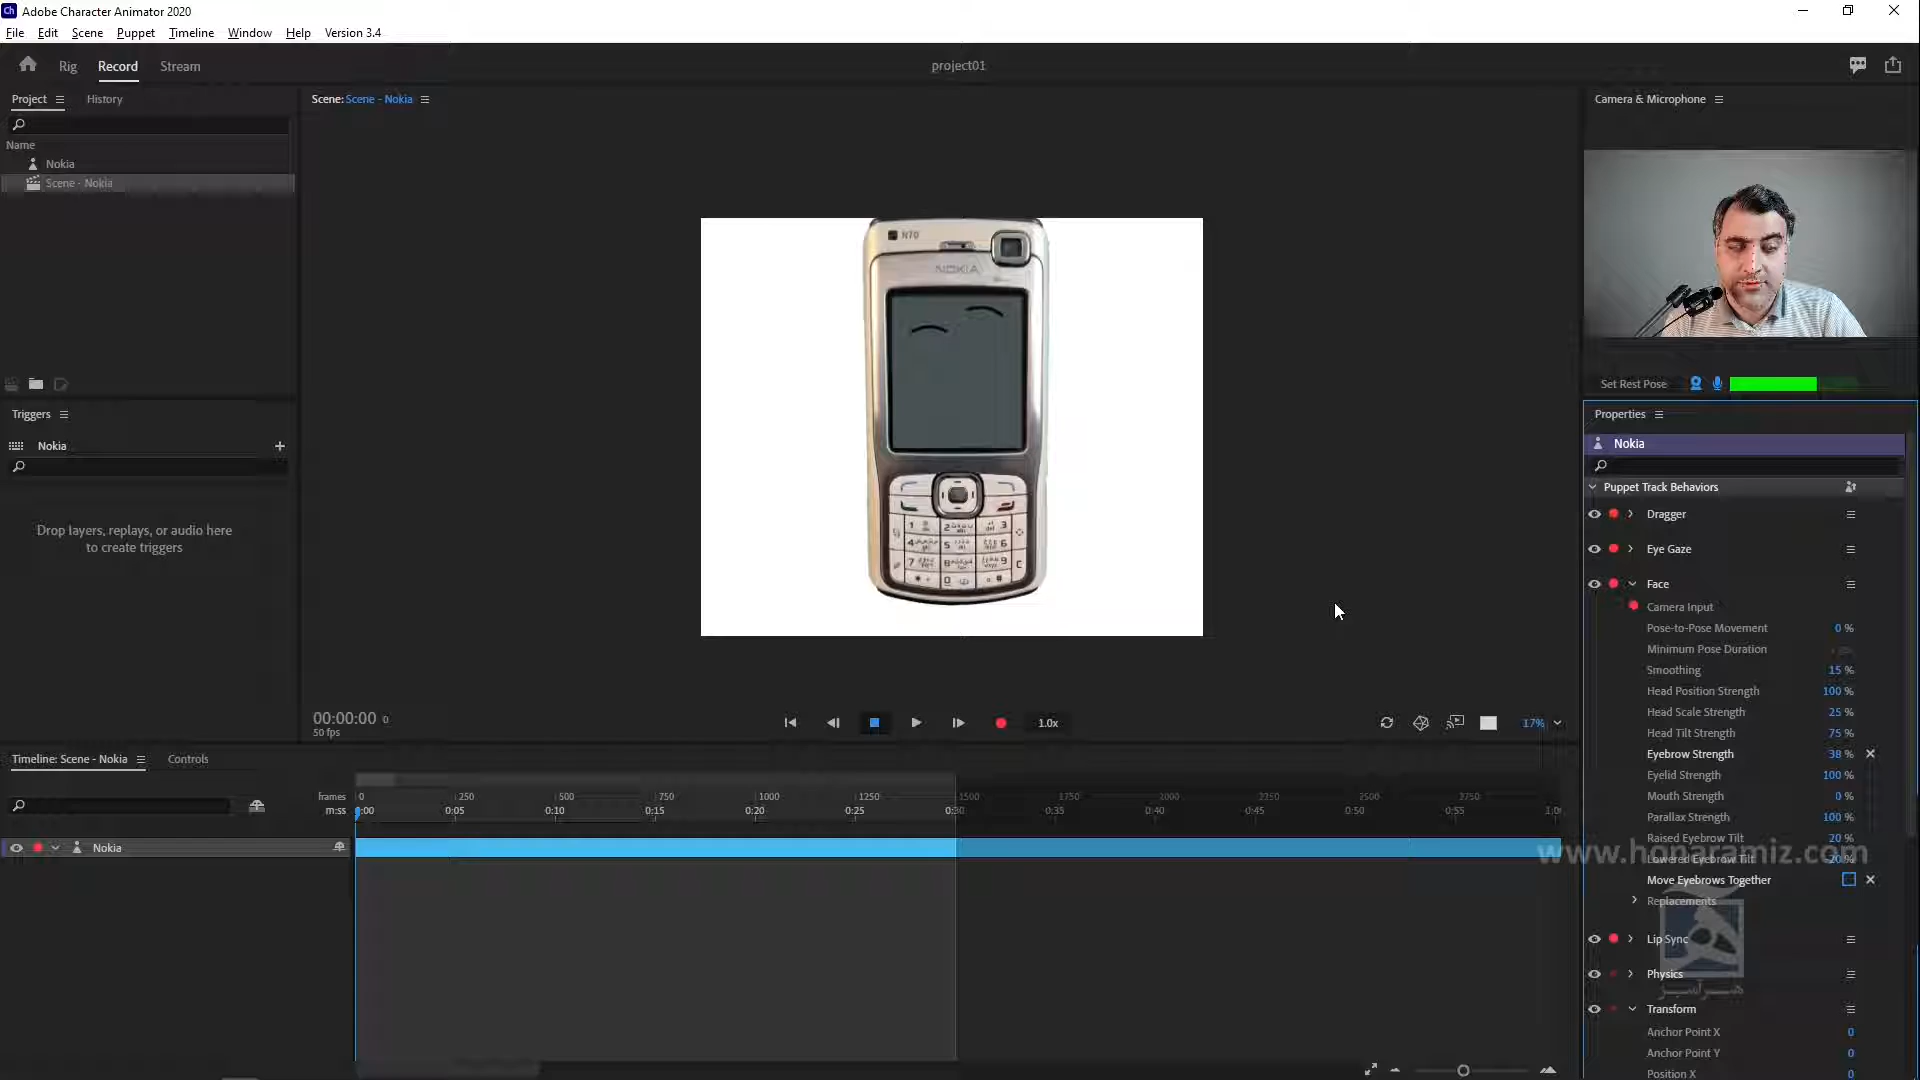 Ch Adobe Character Animator 2020
File Edit Scene Puppet Timeline Window Help Version 3.4
Rig Record Stream project01
Project History
Scene: Scene - Nokia
Camera & Microphone
Name
Nokia
Scene - Nokia
N70
NOKIA
Set Rest Pose
Triggers
Nokia
Drop layers, replays, or audio here
to create triggers
Properties
Nokia
Puppet Track Behaviors
Dragger
Eye Gaze
Face
Camera Input
Pose-to-Pose Movement 0 %
Minimum Pose Duration
Smoothing 15 %
Head Position Strength 100 %
Head Scale Strength 25 %
Head Tilt Strength 75 %
Eyebrow Strength 38 %
Eyelid Strength 100 %
Mouth Strength 0 %
Parallax Strength 100 %
Raised Eyebrow Tilt 20 %
Lowered Eyebrow Tilt 20 %
www.honaramiz.com
Move Eyebrows Together
Replacements
Lip Sync
Physics
Transform
Anchor Point X 0
Anchor Point Y 0
Position X 0
00:00:00 0
50 fps
1.0x
17%
Timeline: Scene - Nokia Controls
frames 0 250 500 750 1000 1250 1500 1750 2000 2250 2500 2750
m:ss 0:00 0:05 0:10 0:15 0:20 0:25 0:30 0:35 0:40 0:45 0:50 0:55
Nokia